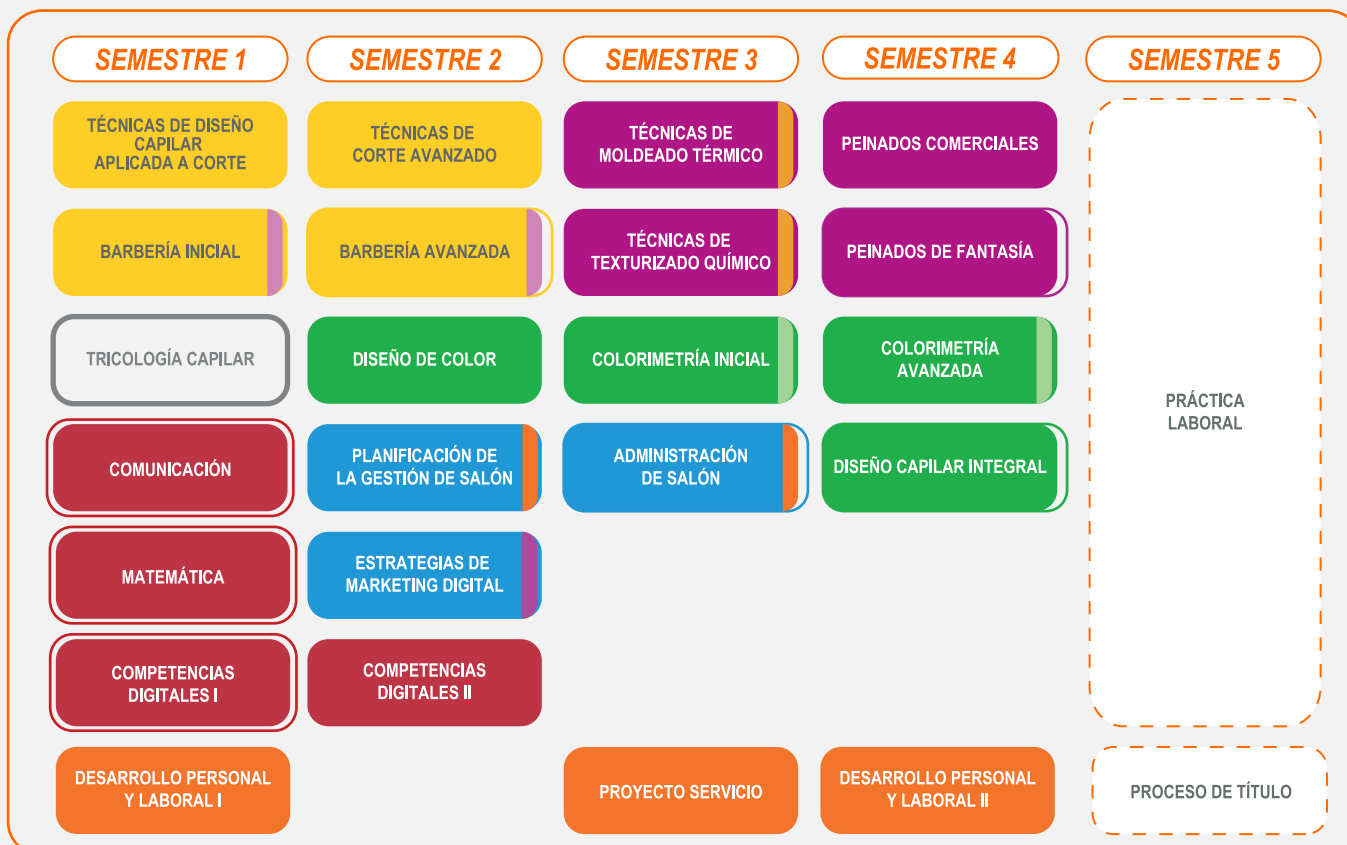 SEMESTRE 1
TÉCNICAS DE DISEÑO
CAPILAR
APLICADA A CORTE
BARBERÍA INICIAL
TRICOLOGÍA CAPILAR
COMUNICACIÓN
MATEMÁTICA
COMPETENCIAS
DIGITALES I
DESARROLLO PERSONAL
Y LABORAL I
SEMESTRE 2
TÉCNICAS DE
CORTE AVANZADO
BARBERÍA AVANZADA
DISEÑO DE COLOR
PLANIFICACIÓN DE
LA GESTIÓN DE SALÓN
ESTRATEGIAS DE
MARKETING DIGITAL
COMPETENCIAS
DIGITALES II
SEMESTRE 3
TÉCNICAS DE
MOLDEADO TÉRMICO
TÉCNICAS DE
TEXTURIZADO QUÍMICO
COLORIMETRÍA INICIAL
ADMINISTRACIÓN
DE SALÓN
PROYECTO SERVICIO
SEMESTRE 4
PEINADOS COMERCIALES
PEINADOS DE FANTASÍA
COLORIMETRÍA
AVANZADA
DISEÑO CAPILAR INTEGRAL
DESARROLLO PERSONAL
Y LABORAL II
SEMESTRE 5
PRÁCTICA
LABORAL
PROCESO DE TÍTULO